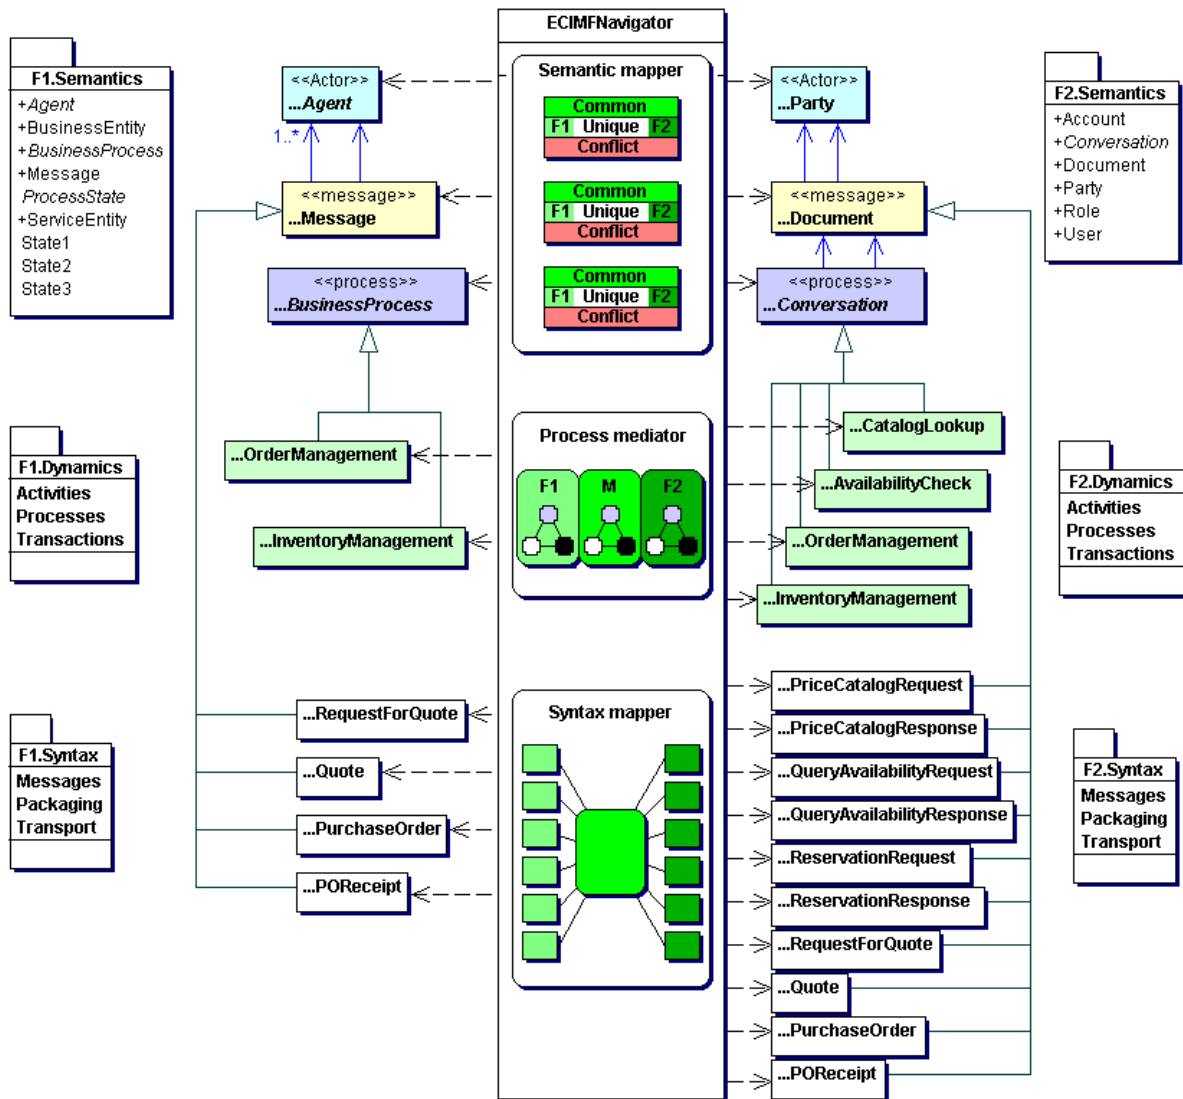 ECIMFNavigator
F1.Semantics
+Agent
+BusinessEntity
+BusinessProcess
+Message
ProcessState
+ServiceEntity
State1
State2
State3
<<Actor>>
...Agent
1..*
<<message>>
...Message
<<process>>
...BusinessProcess
Semantic mapper
Common
F1 Unique F2
Conflict
Common
F1 Unique F2
Conflict
Common
F1 Unique F2
Conflict
<<Actor>>
...Party
<<message>>
...Document
<<process>>
...Conversation
F2.Semantics
+Account
+Conversation
+Document
+Party
+Role
+User
F1.Dynamics
Activities
Processes
Transactions
...OrderManagement
...InventoryManagement
Process mediator
F1 M F2
...CatalogLookup
...AvailabilityCheck
...OrderManagement
...InventoryManagement
F2.Dynamics
Activities
Processes
Transactions
F1.Syntax
Messages
Packaging
Transport
...RequestForQuote
...Quote
...PurchaseOrder
...POReceipt
Syntax mapper
...PriceCatalogRequest
...PriceCatalogResponse
...QueryAvailabilityRequest
...QueryAvailabilityResponse
...ReservationRequest
...ReservationResponse
...RequestForQuote
...Quote
...PurchaseOrder
...POReceipt
F2.Syntax
Messages
Packaging
Transport